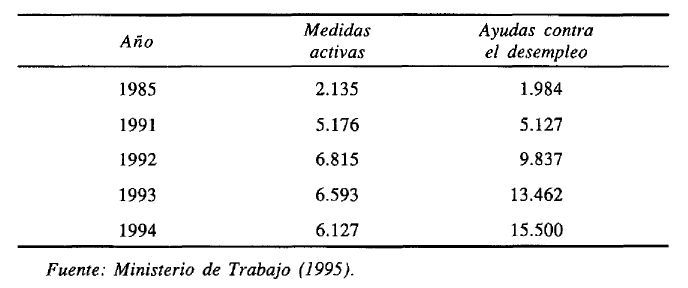 Año Medidas activas Ayudas contra el desempleo
1985 2.135 1.984
1991 5.176 5.127
1992 6.815 9.837
1993 6.593 13.462
1994 6.127 15.500
Fuente: Ministerio de Trabajo (1995).